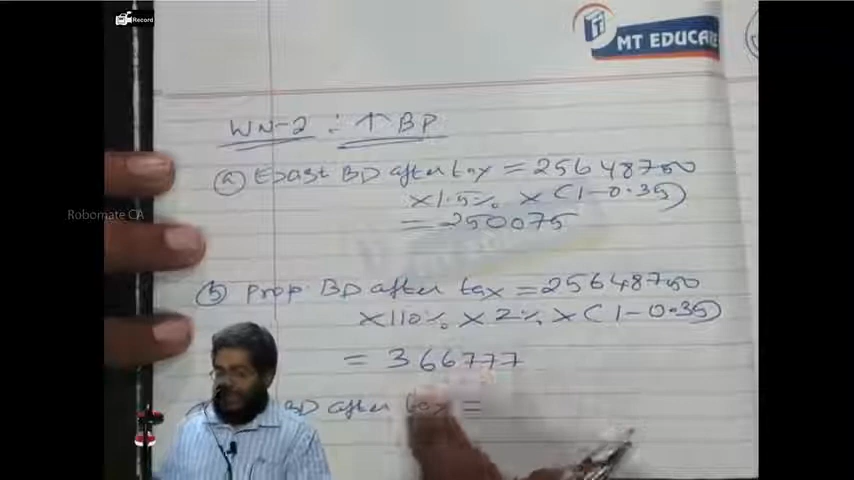 Record
MT EDUCARE
WN-2 :- ↑ BP
Robomate CA
(a) Exist BD after tax = 25648750
×1.5% × (1-0.35)
= 250075
(b) Prop. BD after tax = 25648750
×110% × 2% × (1-0.35)
= 366777
BD after tax =